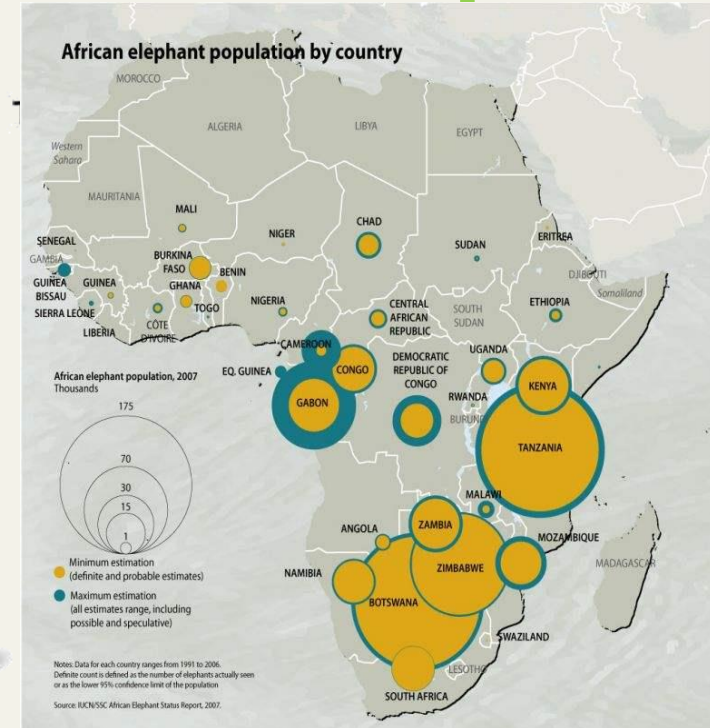 African elephant population by country
MOROCCO
ALGERIA
LIBYA
EGYPT
Western
Sahara
MAURITANIA
MALI
NIGER
CHAD
SUDAN
ERITREA
SENEGAL
GAMBIA
GUINEA
BISSAU
GUINEA
SIERRA LEONE
LIBERIA
BURKINA
FASO
BENIN
GHANA
TOGO
CÔTE
D'IVOIRE
NIGERIA
DJIBOUTI
Somaliland
ETHIOPIA
CENTRAL
AFRICAN
REPUBLIC
SOUTH
SUDAN
CAMEROON
EQ. GUINEA
CONGO
GABON
DEMOCRATIC
REPUBLIC OF
CONGO
UGANDA
KENYA
RWANDA
BURUNDI
TANZANIA
MALAWI
ANGOLA
ZAMBIA
MOZAMBIQUE
MADAGASCAR
NAMIBIA
ZIMBABWE
BOTSWANA
SWAZILAND
LESOTHO
SOUTH AFRICA
African elephant population, 2007
Thousands
175
70
30
15
1
Minimum estimation
(definite and probable estimates)
Maximum estimation
(all estimates range, including
possible and speculative)
Notes: Data for each country ranges from 1991 to 2006.
Definite count is defined as the number of elephants actually seen
or as the lower 95% confidence limit of the population
Source: IUCN/SSC African Elephant Status Report, 2007.